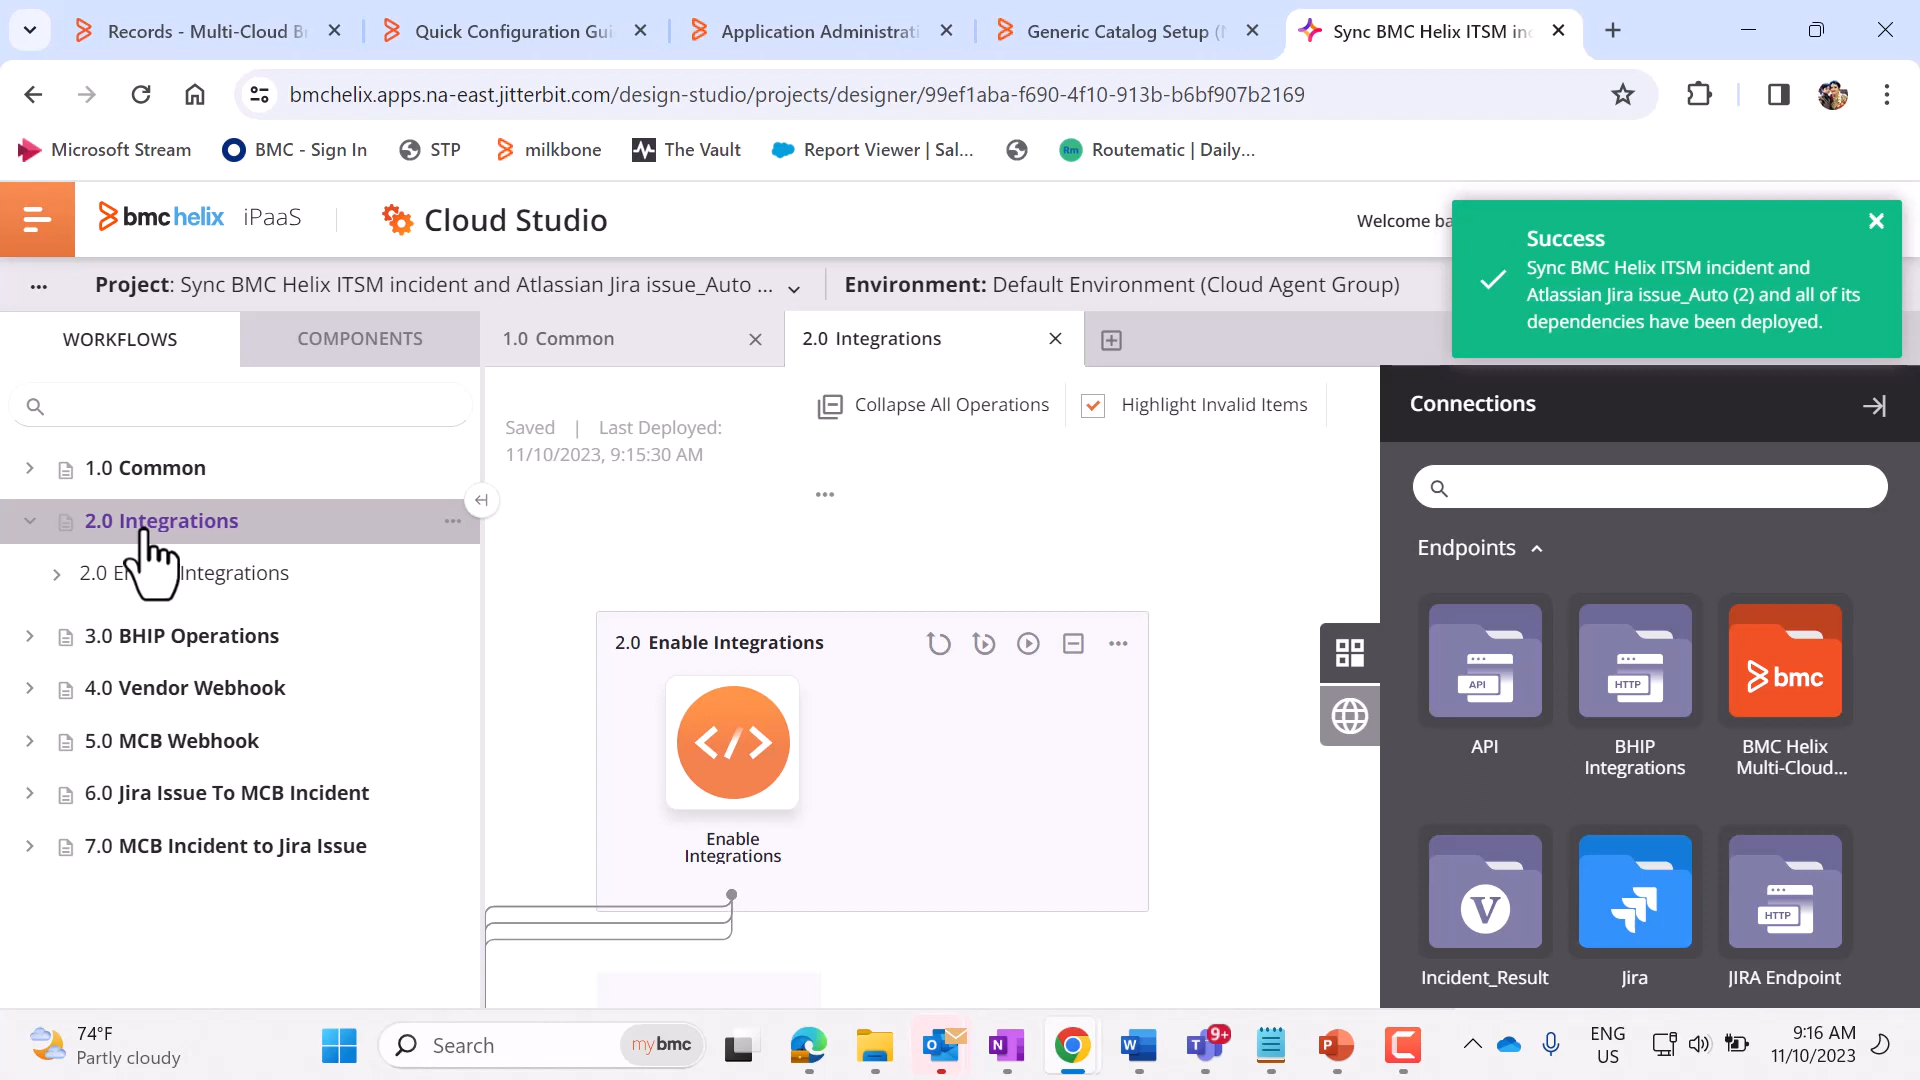 Records - Multi-Cloud B
Quick Configuration Gui
Application Administrati
Generic Catalog Setup (
Sync BMC Helix ITSM in
bmchelix.apps.na-east.jitterbit.com/design-studio/projects/designer/99ef1aba-f690-4f10-913b-b6bf907b2169
Microsoft Stream
BMC - Sign In
STP
milkbone
The Vault
Report Viewer | Sal...
Rm
Routematic | Daily...
bmc helix iPaaS
Cloud Studio
Welcome ba
Success
Sync BMC Helix ITSM incident and
Atlassian Jira issue_Auto (2) and all of its
dependencies have been deployed.
Project: Sync BMC Helix ITSM incident and Atlassian Jira issue_Auto ...
Environment: Default Environment (Cloud Agent Group)
WORKFLOWS
COMPONENTS
1.0 Common
2.0 Integrations
Collapse All Operations
Highlight Invalid Items
Saved | Last Deployed:
11/10/2023, 9:15:30 AM
1.0 Common
2.0 Integrations
2.0 E Integrations
3.0 BHIP Operations
4.0 Vendor Webhook
5.0 MCB Webhook
6.0 Jira Issue To MCB Incident
7.0 MCB Incident to Jira Issue
2.0 Enable Integrations
Enable
Integrations
Connections
Endpoints
API
HTTP
bmc
API
BHIP
Integrations
BMC Helix
Multi-Cloud...
V
HTTP
Incident_Result
Jira
JIRA Endpoint
74°F
Partly cloudy
Search
mybmc
9+
ENG
US
9:16 AM
11/10/2023